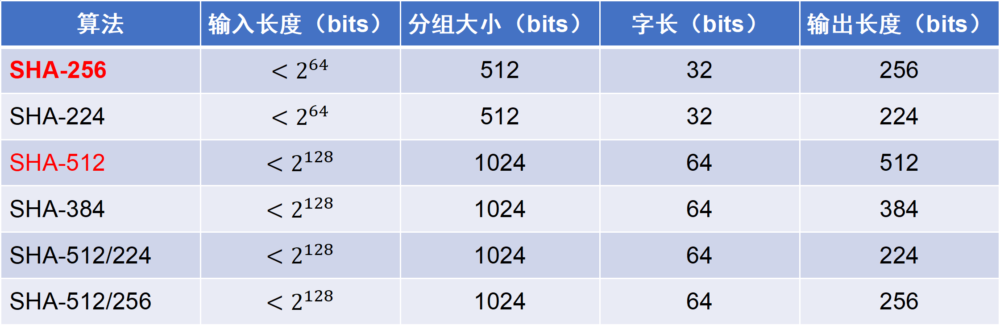 算法 输入长度（bits） 分组大小（bits） 字长（bits） 输出长度（bits）
SHA-256 < 2^64 512 32 256
SHA-224 < 2^64 512 32 224
SHA-512 < 2^128 1024 64 512
SHA-384 < 2^128 1024 64 384
SHA-512/224 < 2^128 1024 64 224
SHA-512/256 < 2^128 1024 64 256